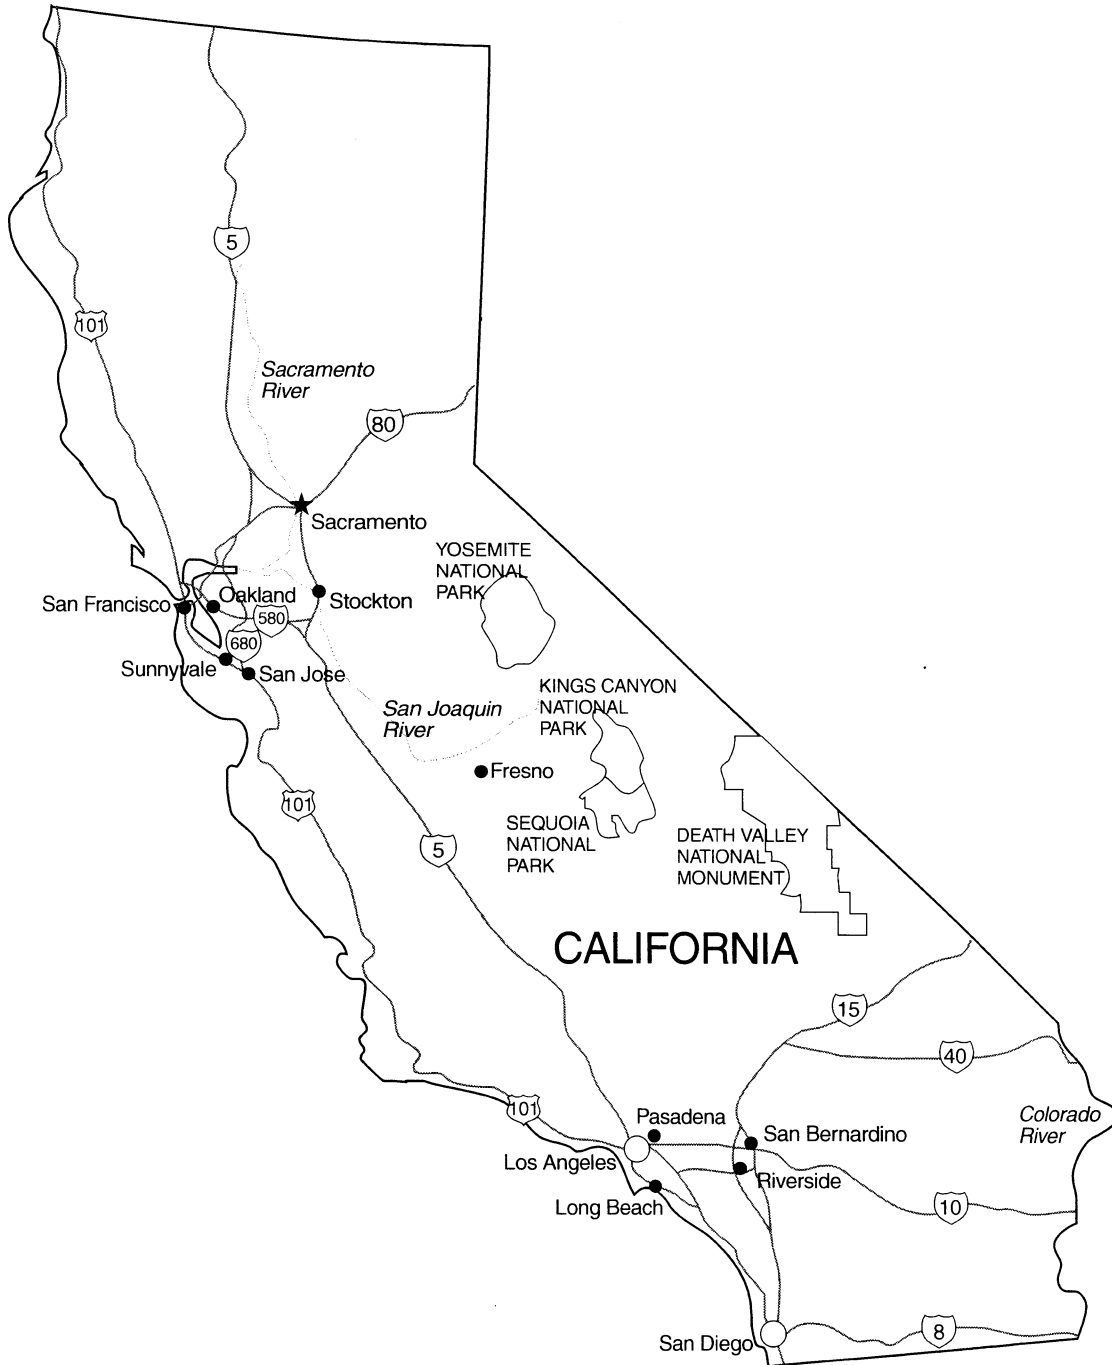 5
101
Sacramento
River
80
Sacramento
YOSEMITE
NATIONAL
PARK
San Francisco
Oakland
Stockton
580
680
Sunnyvale
San Jose
KINGS CANYON
NATIONAL
PARK
San Joaquin
River
Fresno
101
SEQUOIA
NATIONAL
PARK
DEATH VALLEY
NATIONAL
MONUMENT
5
CALIFORNIA
15
40
101
Pasadena
San Bernardino
Colorado
River
Los Angeles
Riverside
Long Beach
10
San Diego
8